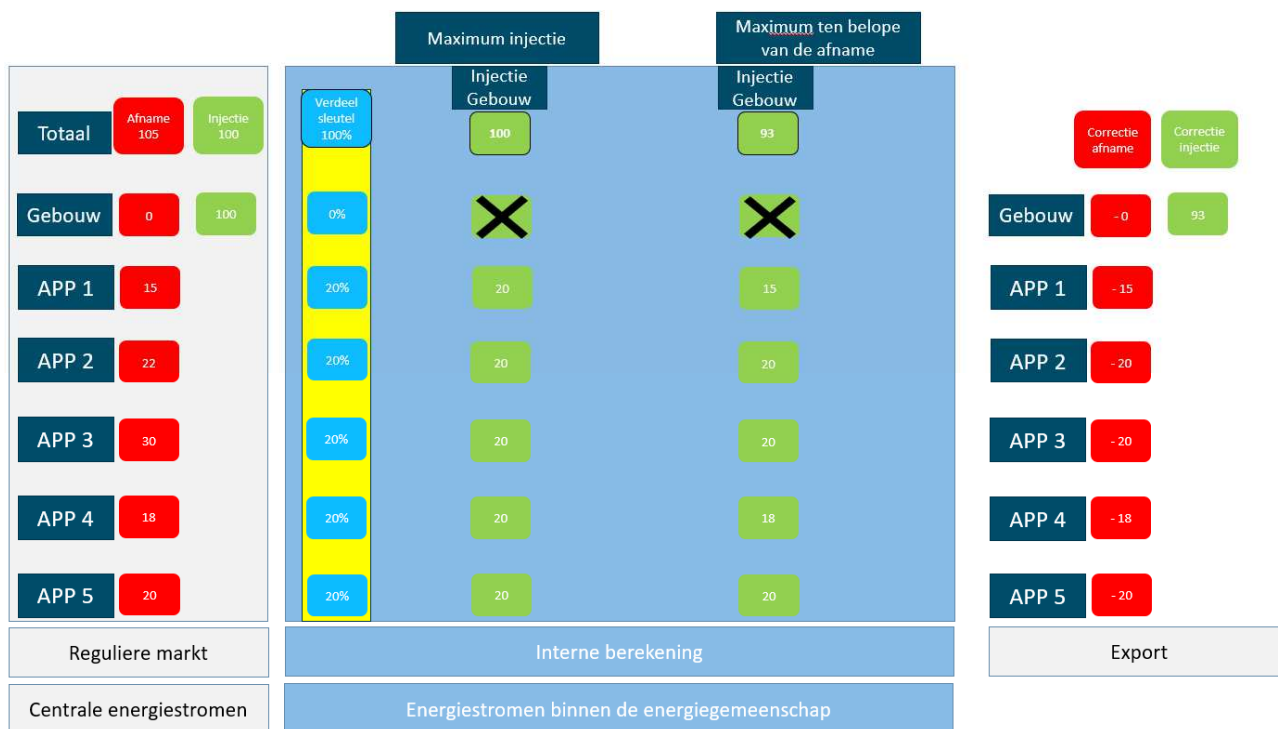 Maximum injectie
Maximum ten belope
van de afname
Injectie
Gebouw
Injectie
Gebouw
Totaal
Afname
105
Injectie
100
Verdeel
sleutel
100%
100
93
Correctie
afname
Correctie
injectie
Gebouw
0
100
0%
Gebouw
- 0
93
APP 1
15
20%
20
15
APP 1
- 15
APP 2
22
20%
20
20
APP 2
- 20
APP 3
30
20%
20
20
APP 3
- 20
APP 4
18
20%
20
18
APP 4
- 18
APP 5
20
20%
20
20
APP 5
- 20
Reguliere markt
Interne berekening
Export
Centrale energiestromen
Energiestromen binnen de energiegemeenschap